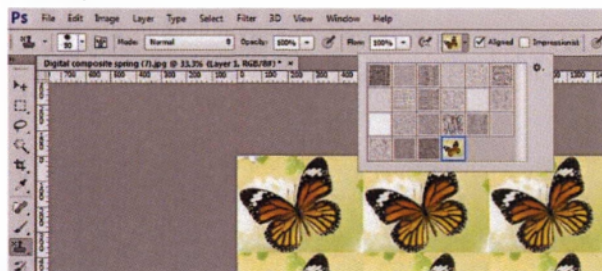 Ps File Edit Image Layer Type Select Filter 3D View Window Help
Mode: Normal Opacity: 100% Flow: 100% Aligned Impressionist
Digital composite spring (7).jpg @ 33,3% (Layer 1, RGB/8#) * ×